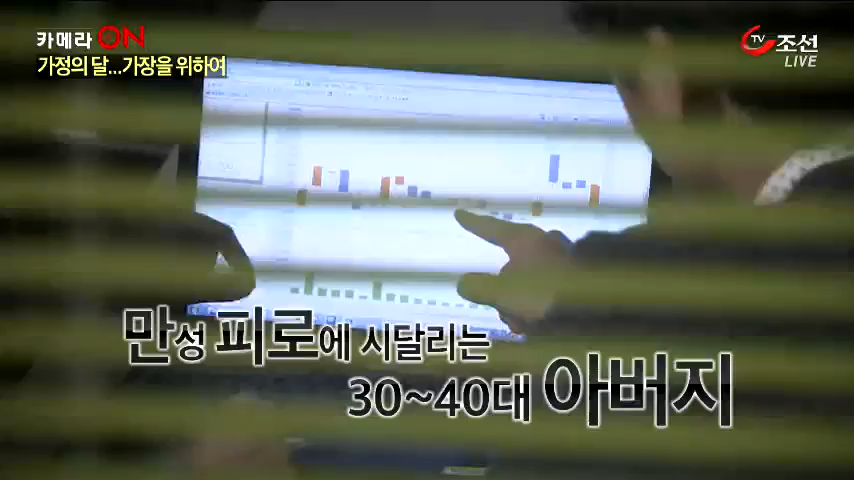 카메라 ON
가정의 달...가장을 위하여
TV조선
LIVE
만성 피로에 시달리는
30~40대 아버지